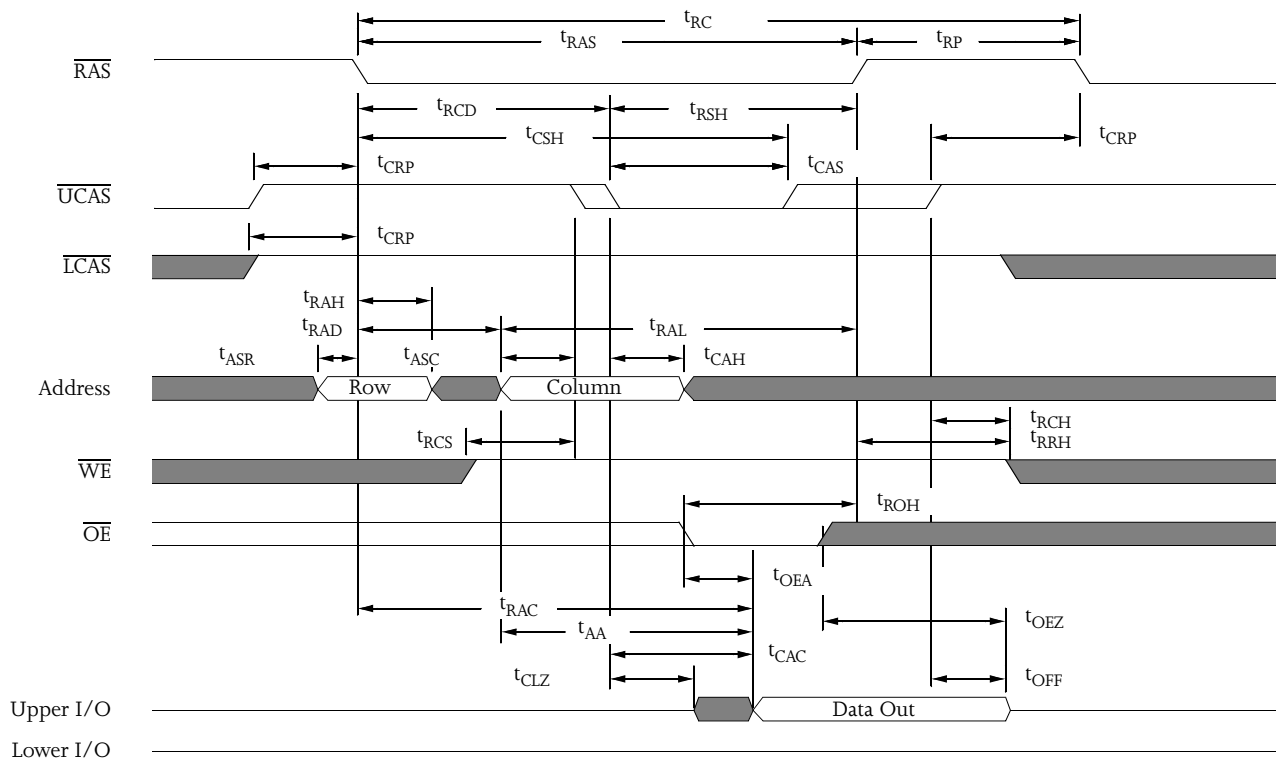 tRC
tRAS tRP
RAS
tRCD tRSH
tCSH tCRP
tCRP tCAS
UCAS
tCRP
LCAS
tRAH
tRAD tRAL
tASR tASC tCAH
Address Row Column
tRCH
tRCS tRRH
WE
tROH
OE
tOEA
tRAC
tAA tOEZ
tCAC
tCLZ tOFF
Upper I/O Data Out
Lower I/O